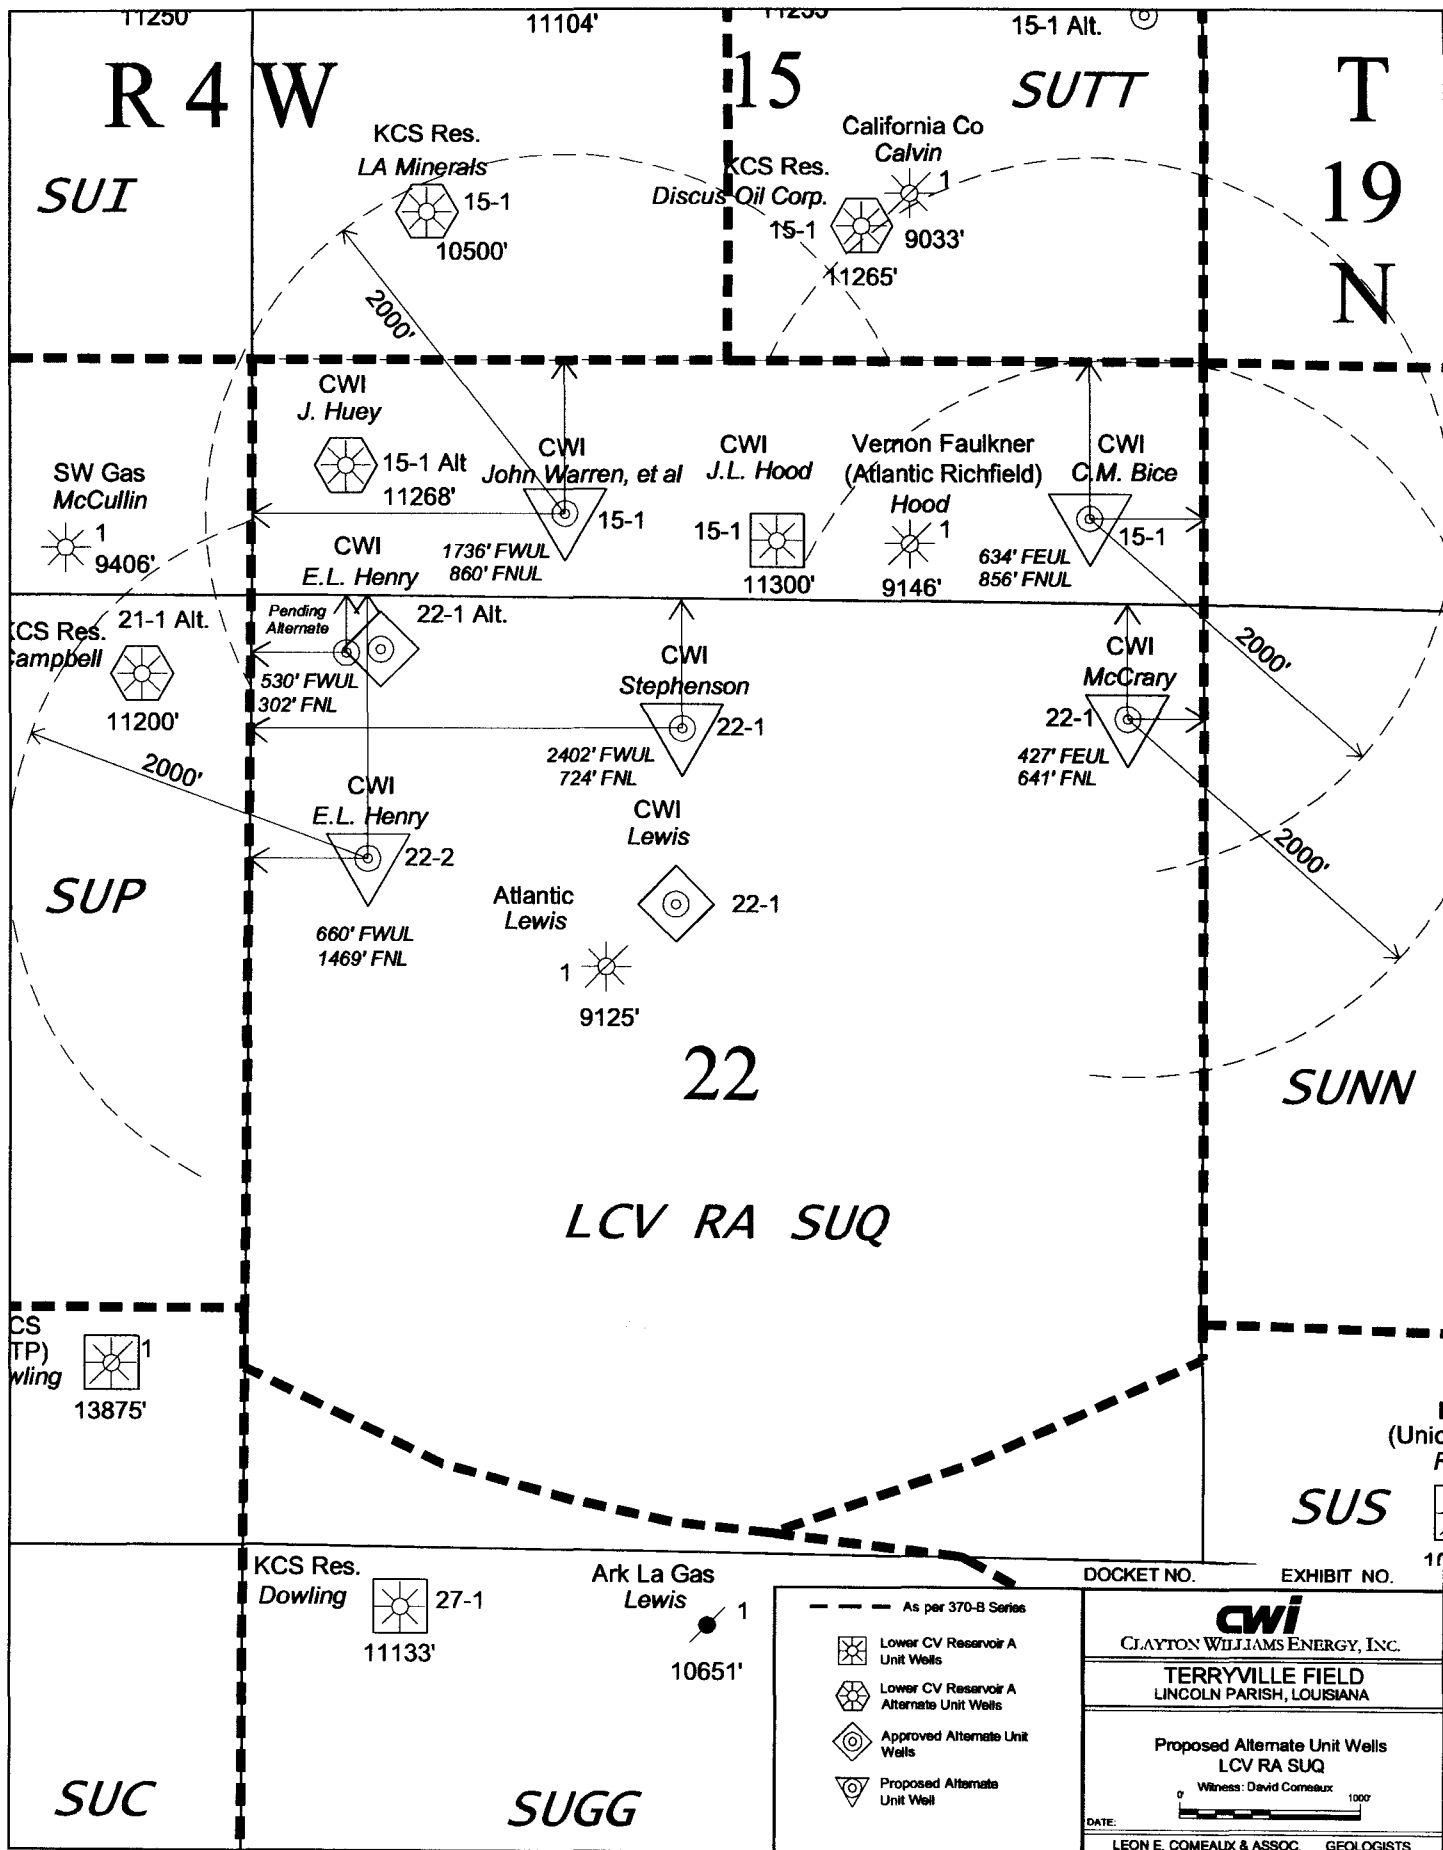 11250'
11104'
11255'
15-1 Alt.
R 4 W
15
T
19
N
SUTT
SUI
KCS Res.
LA Minerals
15-1
10500'
California Co
Calvin
1
9033'
KCS Res.
Discus Oil Corp.
15-1
11265'
2000'
CWI
J. Huey
15-1 Alt
11268'
SW Gas
McCullin
1
9406'
CWI
John Warren, et al
15-1
1736' FWUL
860' FNUL
CWI
J.L. Hood
15-1
11300'
Vernon Faulkner
(Atlantic Richfield)
Hood
1
9146'
CWI
C.M. Bice
15-1
634' FEUL
856' FNUL
CWI
E.L. Henry
22-1 Alt.
Pending
Alternate
530' FWUL
302' FNL
KCS Res.
Campbell
21-1 Alt.
11200'
CWI
Stephenson
22-1
2402' FWUL
724' FNL
CWI
McCrary
22-1
427' FEUL
641' FNL
2000'
2000'
2000'
CWI
E.L. Henry
22-2
660' FWUL
1469' FNL
CWI
Lewis
22-1
Atlantic
Lewis
1
9125'
SUP
22
SUNN
LCV RA SUQ
CS
TP)
wling
1
13875'
(Unic
SUS
KCS Res.
Dowling
27-1
11133'
Ark La Gas
Lewis
1
10651'
SUC
SUGG
As per 370-B Series
Lower CV Reservoir A
Unit Wells
Lower CV Reservoir A
Alternate Unit Wells
Approved Alternate Unit
Wells
Proposed Alternate
Unit Well
DOCKET NO. EXHIBIT NO.
CWi
CLAYTON WILLIAMS ENERGY, INC.
TERRYVILLE FIELD
LINCOLN PARISH, LOUISIANA
Proposed Alternate Unit Wells
LCV RA SUQ
Witness: David Comeaux
0' 1000'
DATE:
LEON E. COMEAUX & ASSOC. GEOLOGISTS